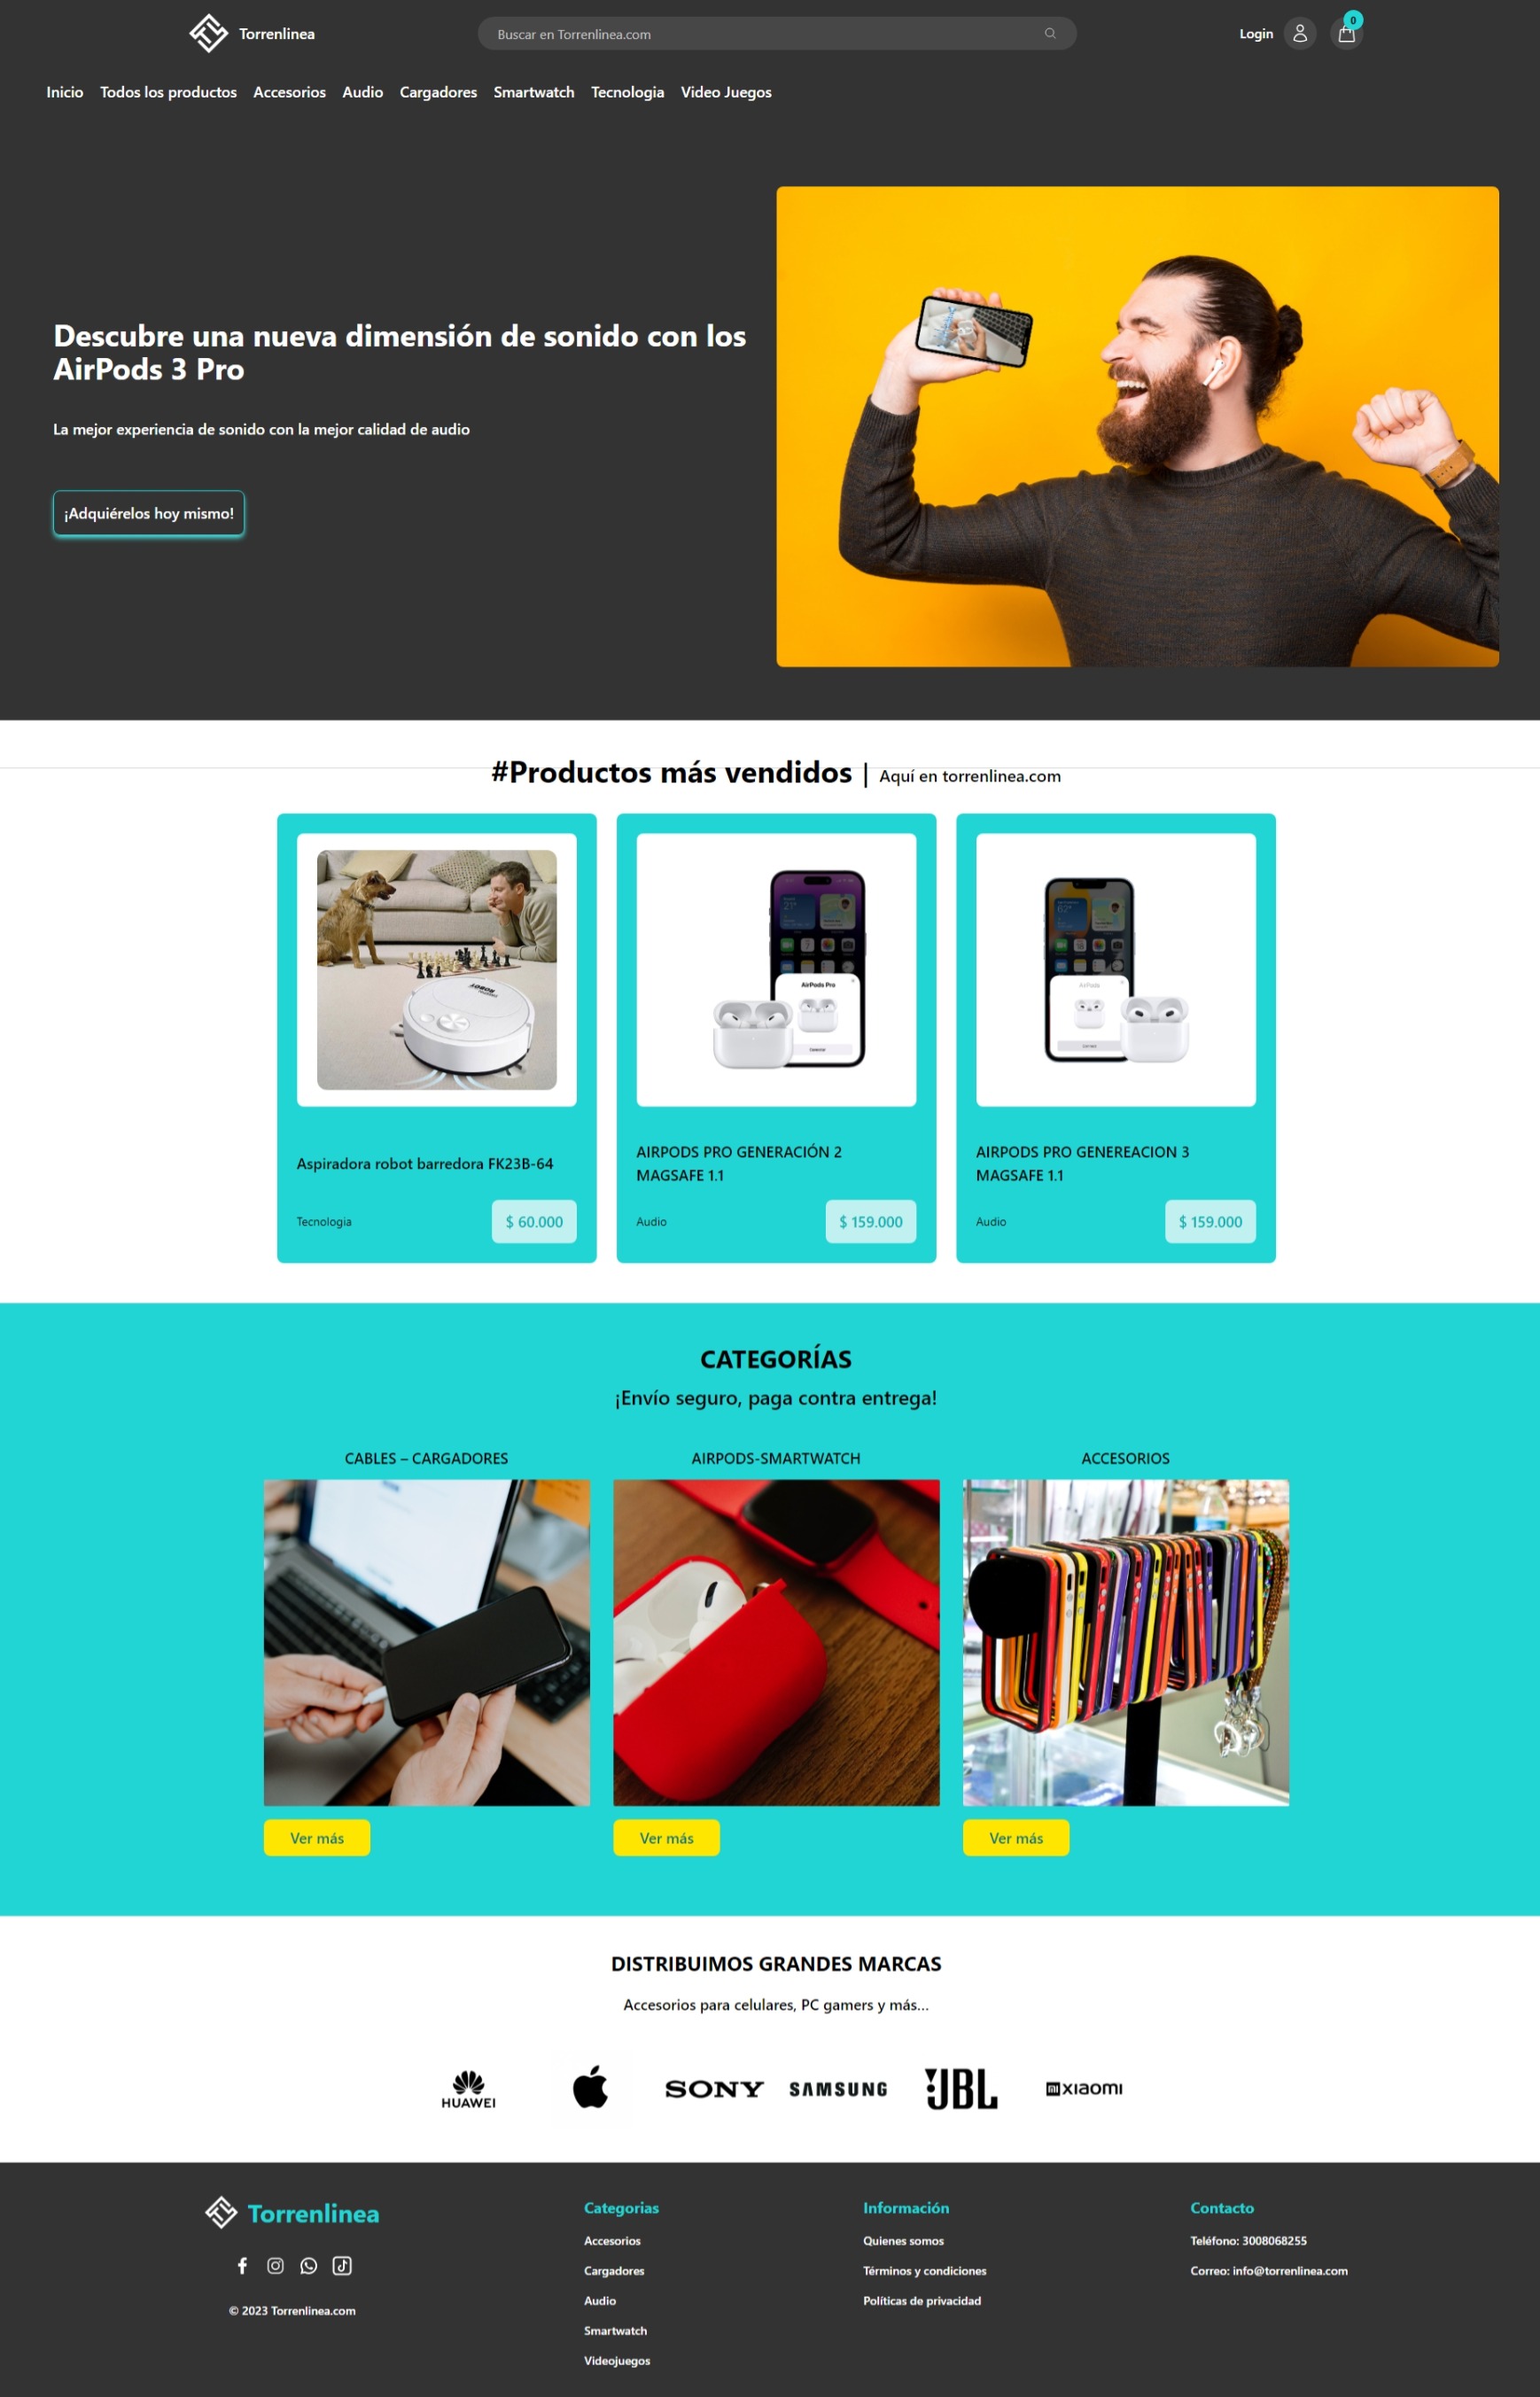 Torrenlinea
Buscar en Torrenlinea.com
Login
0
Inicio Todos los productos Accesorios Audio Cargadores Smartwatch Tecnologia Video Juegos
Descubre una nueva dimensión de sonido con los
AirPods 3 Pro
La mejor experiencia de sonido con la mejor calidad de audio
¡Adquiérelos hoy mismo!
#Productos más vendidos | Aquí en torrenlinea.com
ROBOT
Aspiradora robot barredora FK23B-64
Tecnologia
$ 60.000
AirPods Pro
AIRPODS PRO GENERACIÓN 2
MAGSAFE 1.1
Audio
$ 159.000
AirPods
AIRPODS PRO GENEREACION 3
MAGSAFE 1.1
Audio
$ 159.000
CATEGORÍAS
¡Envío seguro, paga contra entrega!
CABLES – CARGADORES
Ver más
AIRPODS-SMARTWATCH
Ver más
ACCESORIOS
Ver más
DISTRIBUIMOS GRANDES MARCAS
Accesorios para celulares, PC gamers y más...
HUAWEI
SONY
SAMSUNG
JBL
xiaomi
Torrenlinea
© 2023 Torrenlinea.com
Categorias
Accesorios
Cargadores
Audio
Smartwatch
Videojuegos
Información
Quienes somos
Términos y condiciones
Políticas de privacidad
Contacto
Teléfono: 3008068255
Correo: info@torrenlinea.com